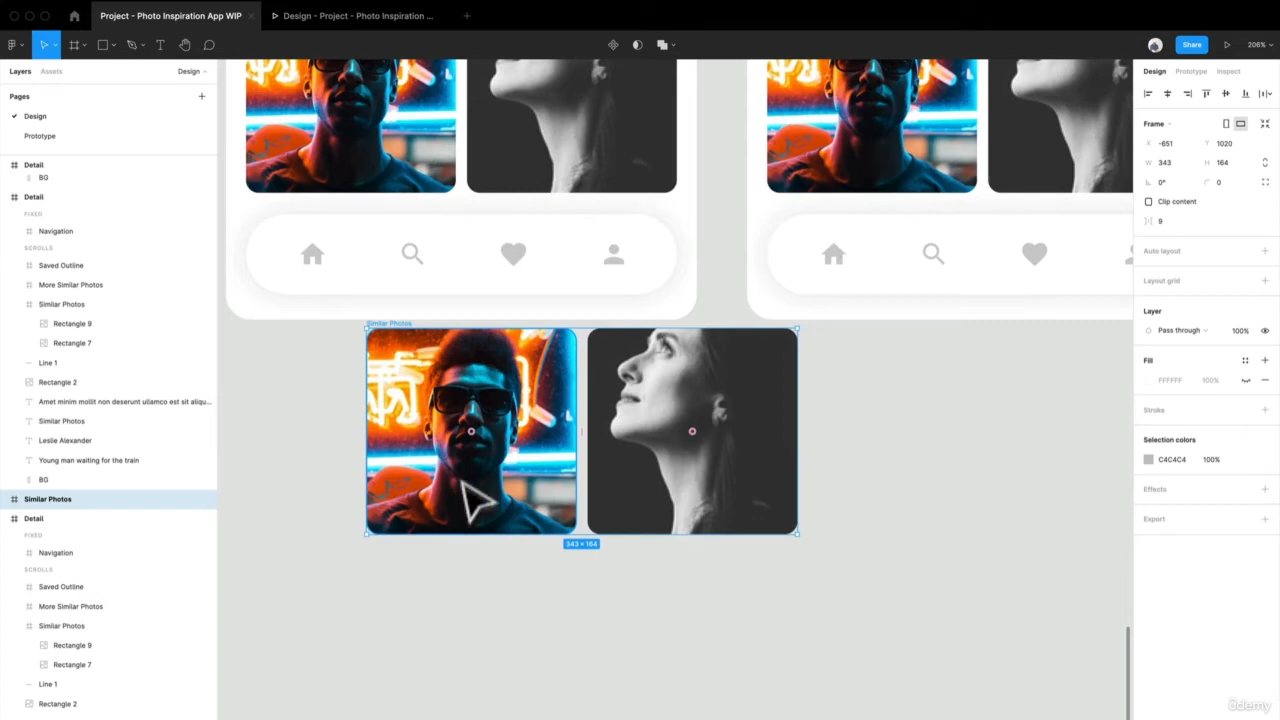 Project - Photo Inspiration App WIP
Design - Project - Photo Inspiration ...
Share
206%
Layers
Assets
Design
Pages
Design
Prototype
Detail
BG
Detail
FIXED
Navigation
SCROLLS
Saved Outline
More Similar Photos
Similar Photos
Rectangle 9
Rectangle 7
Line 1
Rectangle 2
Amet minim mollit non deserunt ullamco est sit aliqu...
Similar Photos
Leslie Alexander
Young man waiting for the train
BG
Similar Photos
Detail
FIXED
Navigation
SCROLLS
Saved Outline
More Similar Photos
Similar Photos
Rectangle 9
Rectangle 7
Line 1
Rectangle 2
Similar Photos
343 × 164
Design
Prototype
Inspect
Frame
X -651 Y 1020
W 343 H 164
0° 0
Clip content
9
Auto layout
Layout grid
Layer
Pass through 100%
Fill
FFFFFF 100%
Stroke
Selection colors
C4C4C4 100%
Effects
Export
ûdemy